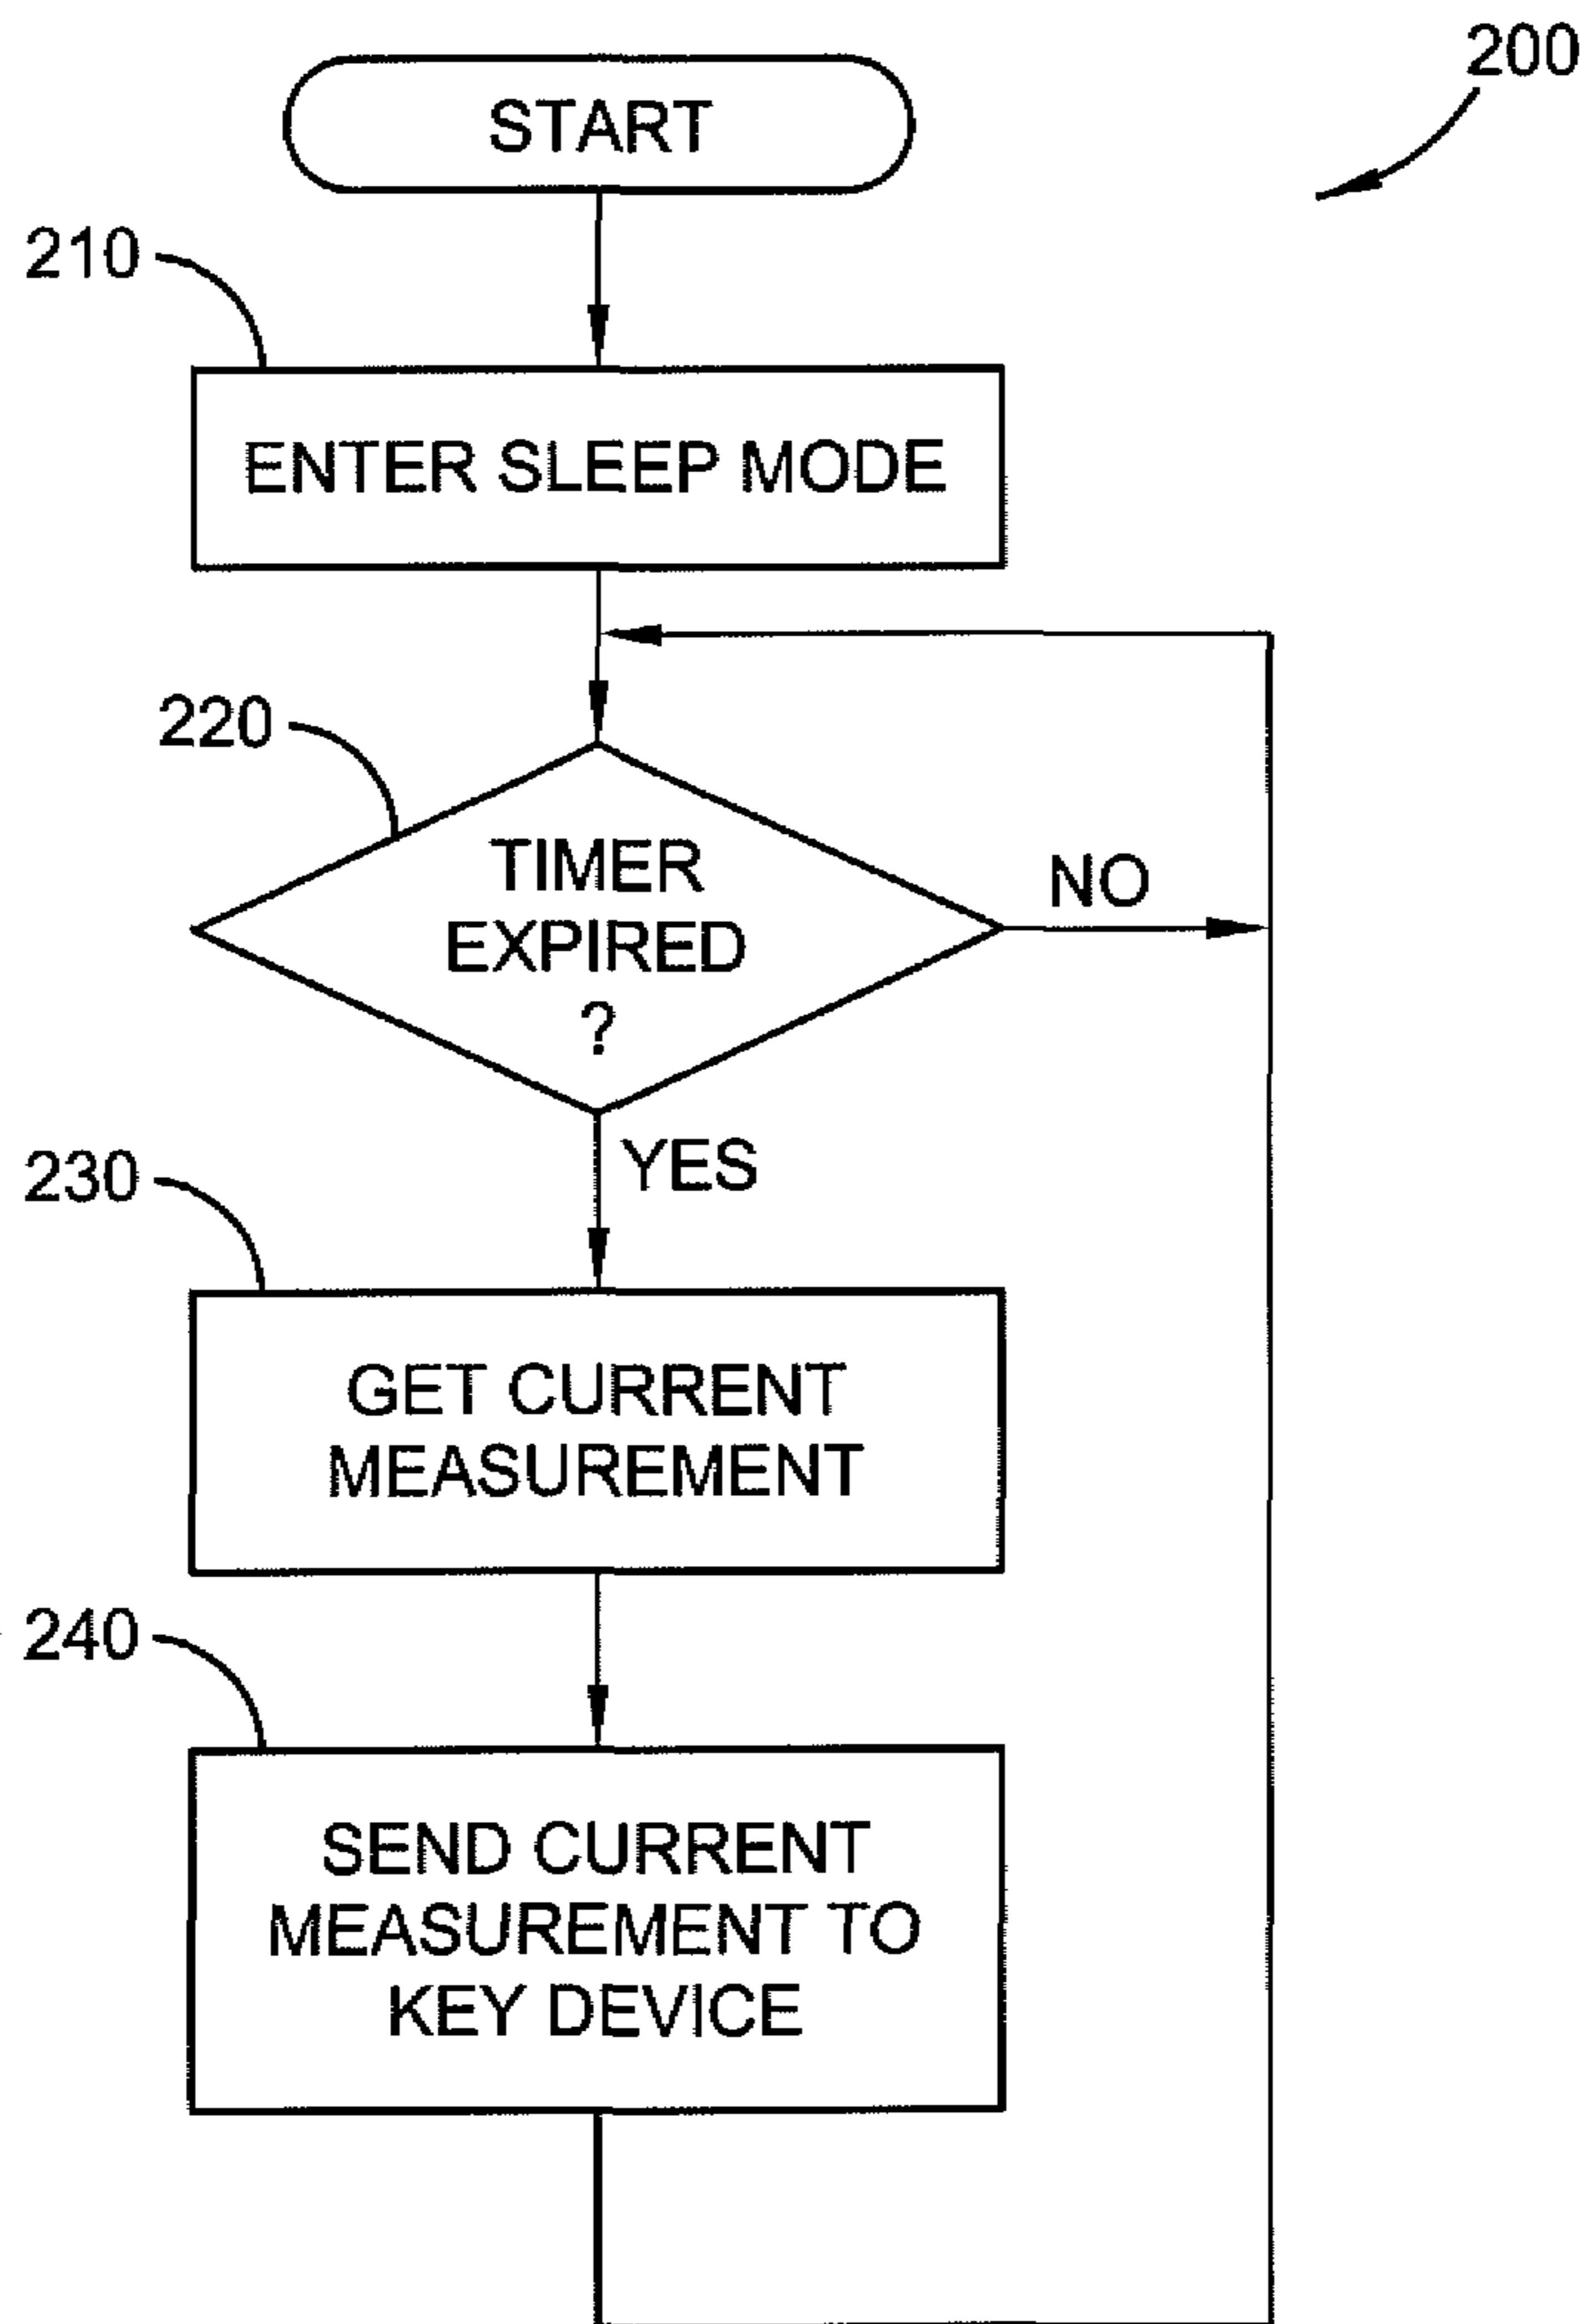 200
START
210
ENTER SLEEP MODE
220
TIMER
EXPIRED
?
NO
YES
230
GET CURRENT
MEASUREMENT
240
SEND CURRENT
MEASUREMENT TO
KEY DEVICE